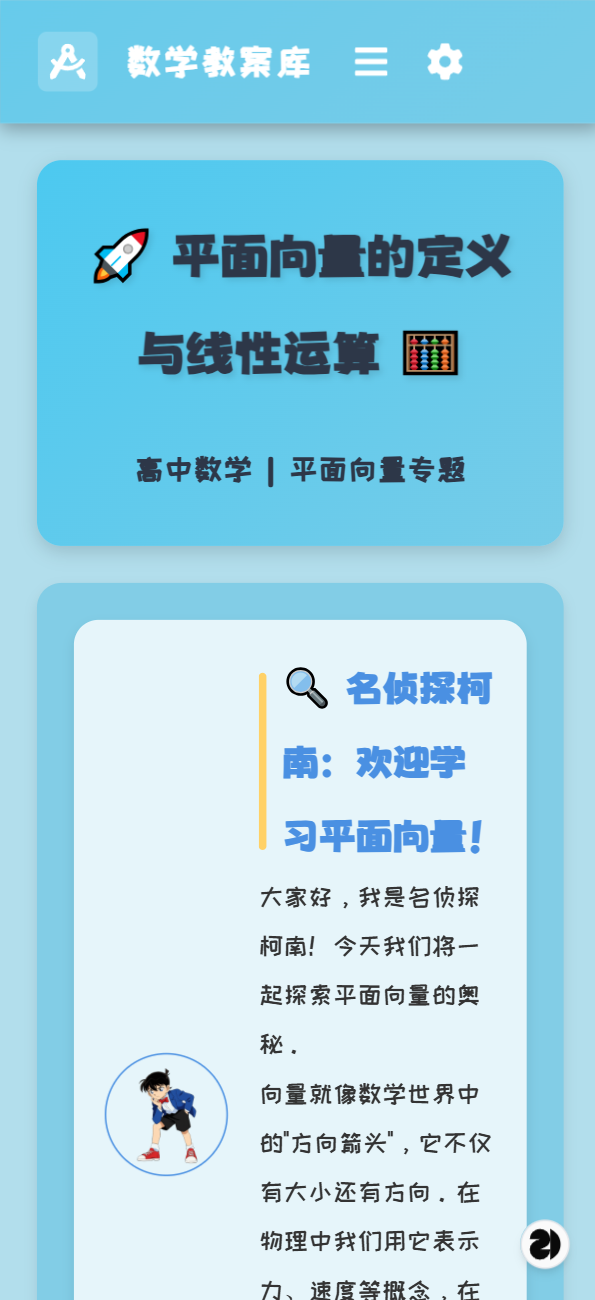 数学教案库
平面向量的定义
与线性运算
高中数学 | 平面向量专题
名侦探柯
南：欢迎学
习平面向量！
大家好，我是名侦探
柯南！今天我们将一
起探索平面向量的奥
秘．
向量就像数学世界中
的"方向箭头"，它不仅
有大小还有方向．在
物理中我们用它表示
力、速度等概念，在